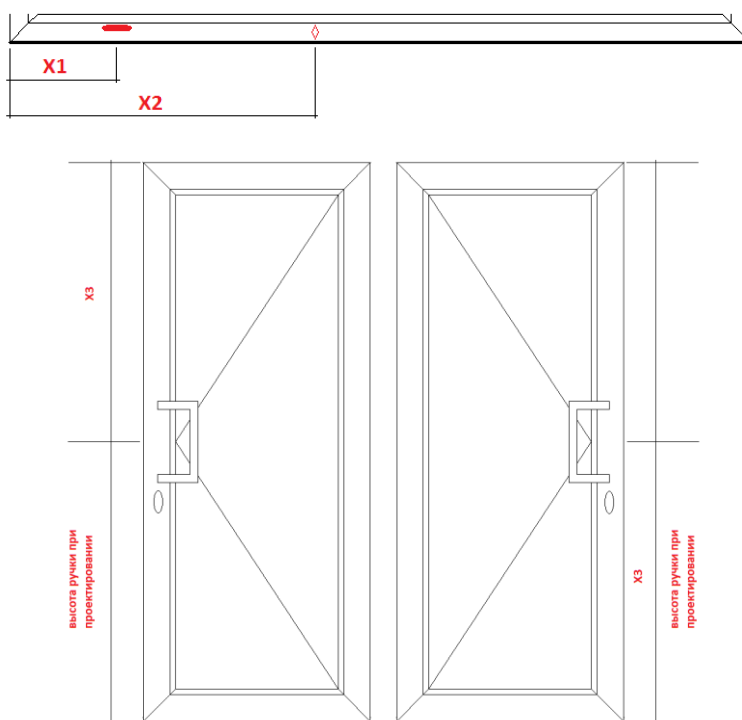 X1
X2
X3
высота ручки при
проектировании
X3
высота ручки при
проектировании